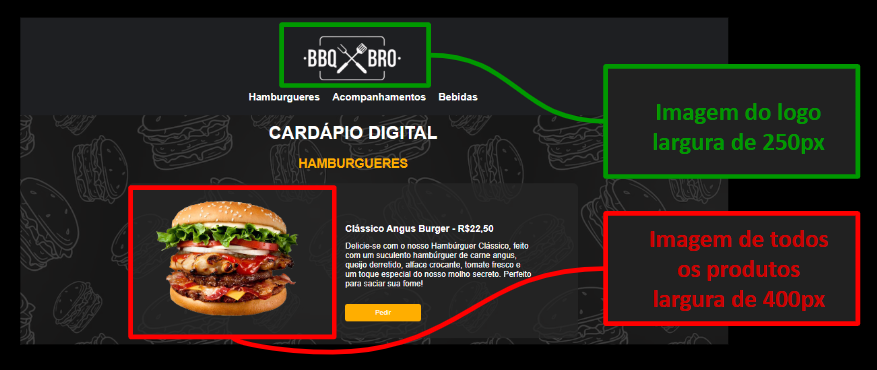 ·BBQ BRO·
Hamburgueres Acompanhamentos Bebidas
CARDÁPIO DIGITAL
HAMBURGUERES
Clássico Angus Burger - R$22,50
Delicie-se com o nosso Hambúrguer Clássico, feito
com um suculento hambúrguer de carne angus,
queijo derretido, alface crocante, tomate fresco e
um toque especial do nosso molho secreto. Perfeito
para saciar sua fome!
Pedir
Imagem do logo
largura de 250px
Imagem de todos
os produtos
largura de 400px